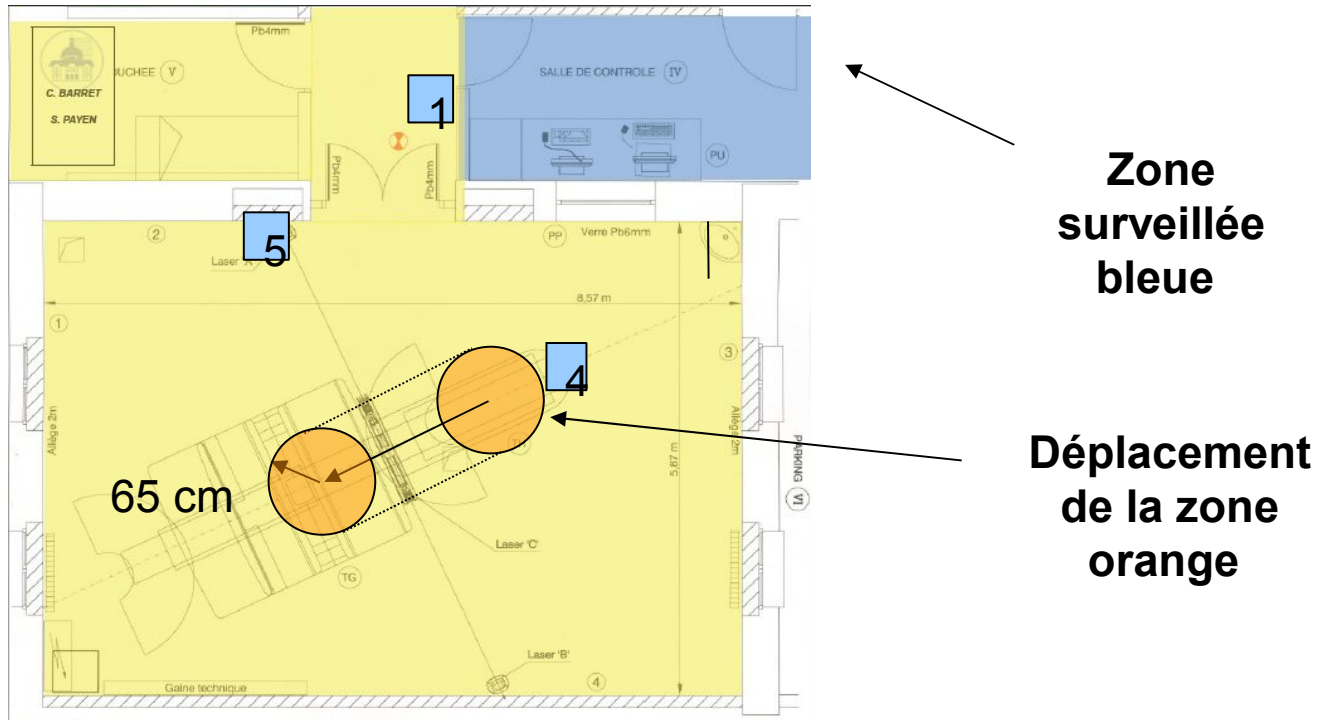 Pb4mm
UCHEE V
SALLE DE CONTROLE IV
C. BARRET
S. PAYEN
1
PU
Pb4mm
Pb4mm
Zone
surveillée
bleue
2
5
PP
Verre Pb6mm
Laser 'A'
8,57 m
1
3
4
Allège 2m
Allège 2m
5,87 m
PARKING VI
65 cm
Déplacement
de la zone
orange
Laser 'C'
TG
Laser 'B'
4
Gaine technique